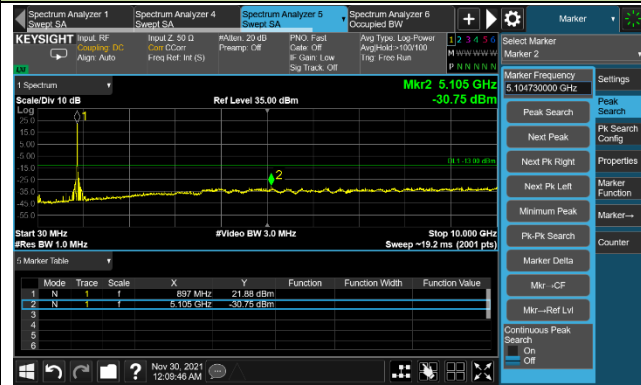 Spectrum Analyzer 1
Swept SA
Spectrum Analyzer 4
Swept SA
Spectrum Analyzer 5
Swept SA
Spectrum Analyzer 6
Occupied BW
Marker
KEYSIGHT
Input: RF
Coupling: DC
Align: Auto
Input Z: 50 Ω
Corr CCorr
Freq Ref: Int (S)
#Atten: 20 dB
Preamp: Off
PNO: Fast
Gate: Off
IF Gain: Low
Sig Track: Off
Avg Type: Log-Power
Avg|Hold:>100/100
Trig: Free Run
1 2 3 4 5 6
M W W W W W
P N N N N N
LW
Select Marker
Marker 2
1 Spectrum
Mkr2 5.105 GHz
Scale/Div 10 dB
Ref Level 35.00 dBm
-30.75 dBm
Log
25.0
15.0
5.00
-5.00
-15.0
-25.0
-35.0
-45.0
-55.0
1
2
DL1 -13.00 dBm
Start 30 MHz
#Video BW 3.0 MHz
Stop 10.000 GHz
#Res BW 1.0 MHz
Sweep ~19.2 ms (2001 pts)
5 Marker Table
Mode Trace Scale X Y Function Function Width Function Value
1 N 1 f 897 MHz 21.88 dBm
2 N 1 f 5.105 GHz -30.75 dBm
3
4
5
6
Marker Frequency
5.104730000 GHz
Peak Search
Next Peak
Next Pk Right
Next Pk Left
Minimum Peak
Pk-Pk Search
Marker Delta
Mkr→CF
Mkr→Ref Lvl
Continuous Peak
Search
On
Off
Settings
Peak
Search
Pk Search
Config
Properties
Marker
Function
Marker→
Counter
?
Nov 30, 2021
12:09:46 AM